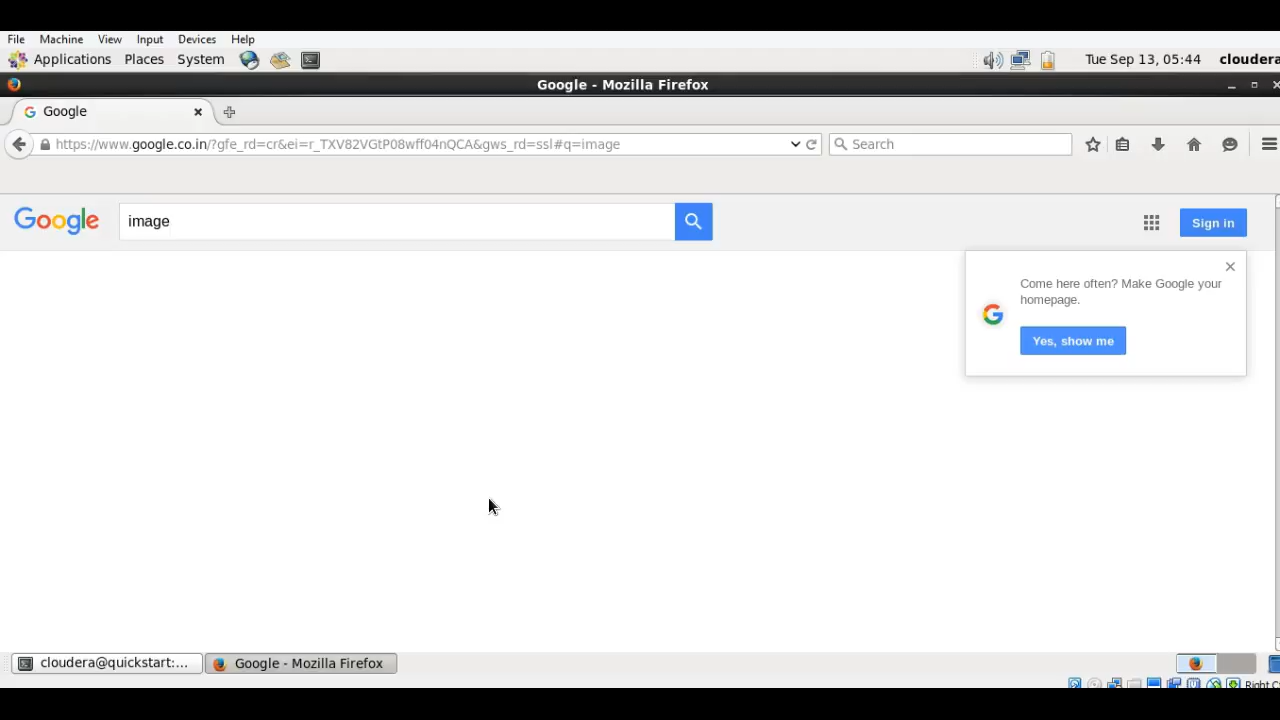 File Machine View Input Devices Help
Applications Places System Tue Sep 13, 05:44 cloudera
Google - Mozilla Firefox
Google
https://www.google.co.in/?gfe_rd=cr&ei=r_TXV82VGtP08wff04nQCA&gws_rd=ssl#q=image Search
Google image Sign in
Come here often? Make Google your
homepage.
Yes, show me
cloudera@quickstart:... Google - Mozilla Firefox
Right C